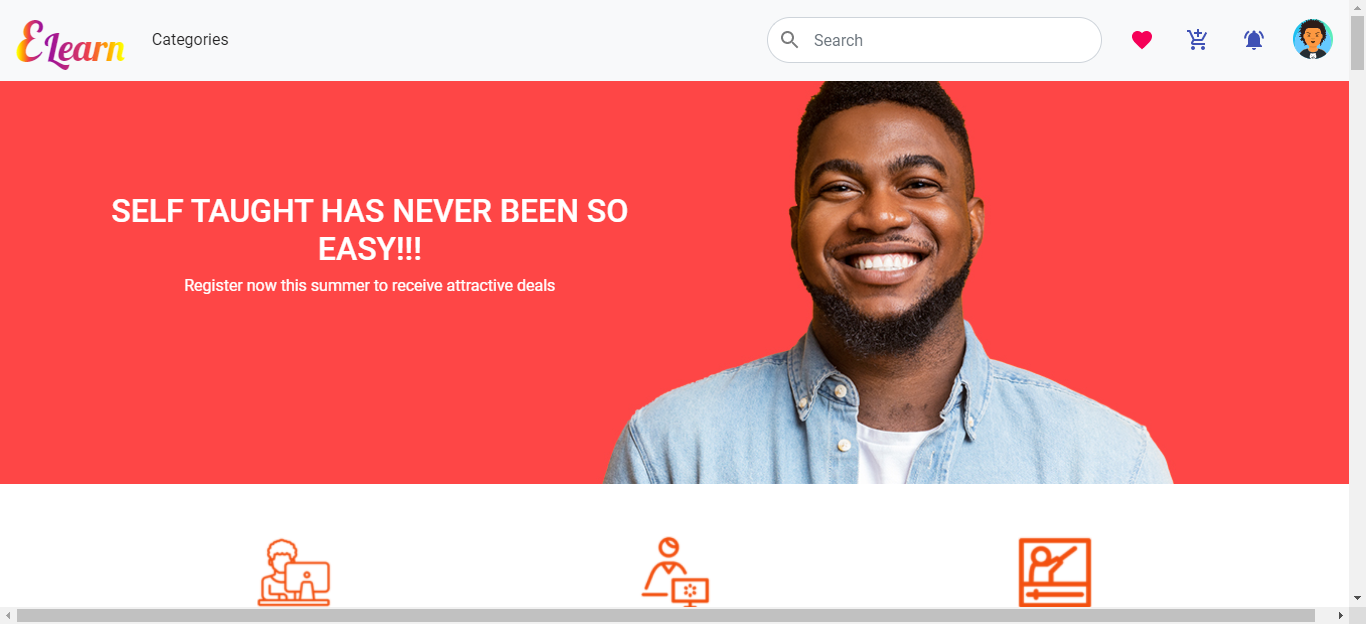 ELearn
Categories
Search
SELF TAUGHT HAS NEVER BEEN SO
EASY!!!
Register now this summer to receive attractive deals